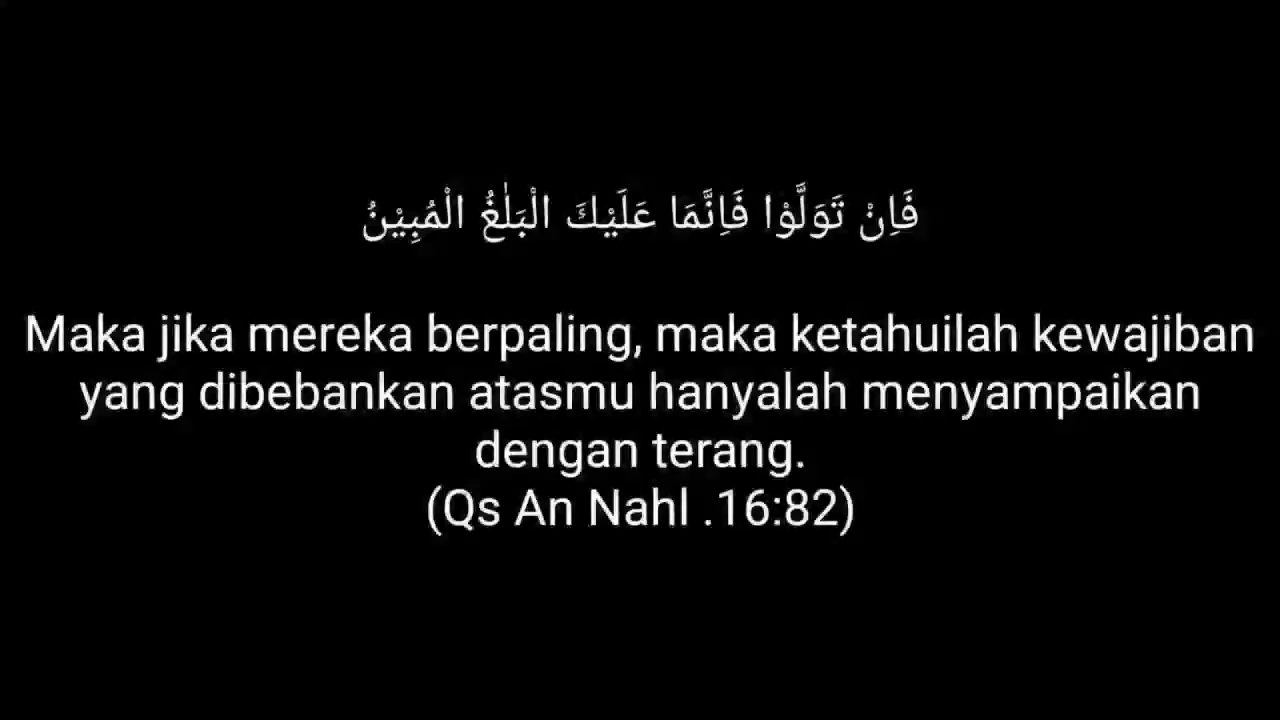 فَاِنْ تَوَلَّوْا فَاِنَّمَا عَلَيْكَ الْبَلٰغُ الْمُبِيْنُ
Maka jika mereka berpaling, maka ketahuilah kewajiban
yang dibebankan atasmu hanyalah menyampaikan
dengan terang.
(Qs An Nahl .16:82)